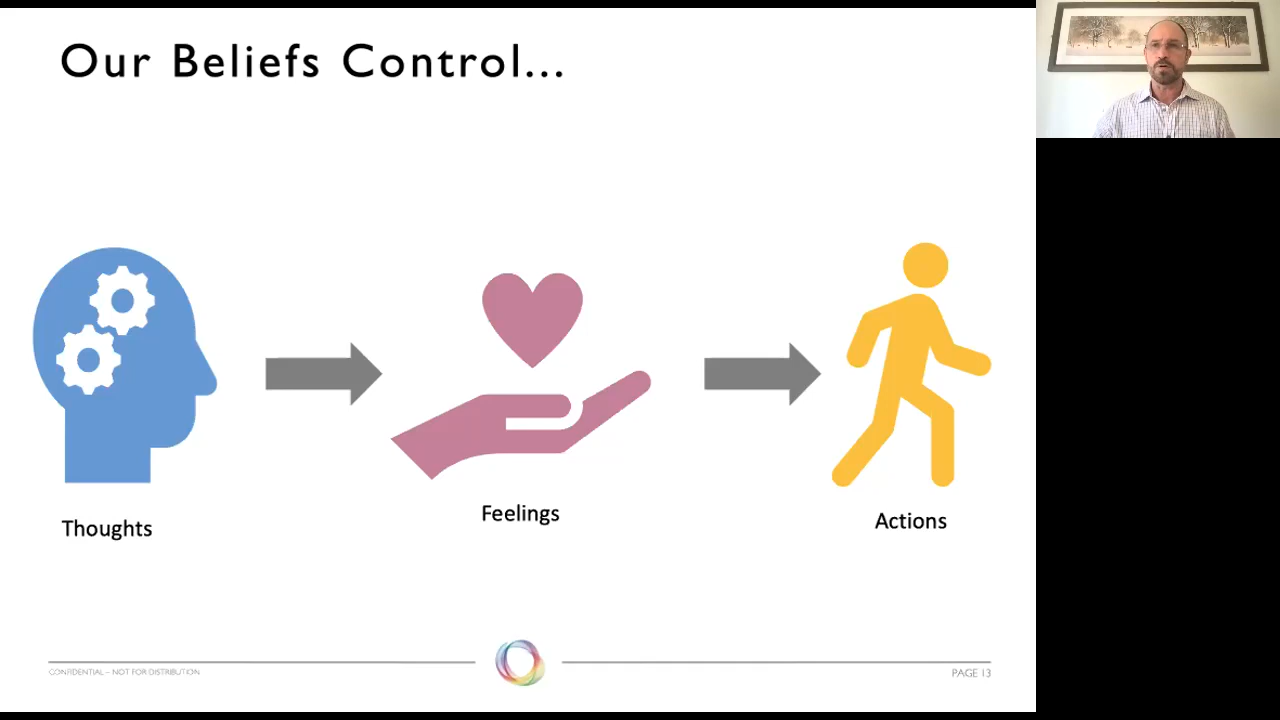 Our Beliefs Control...
Thoughts
Feelings
Actions
CONFIDENTIAL – NOT FOR DISTRIBUTION
PAGE 13